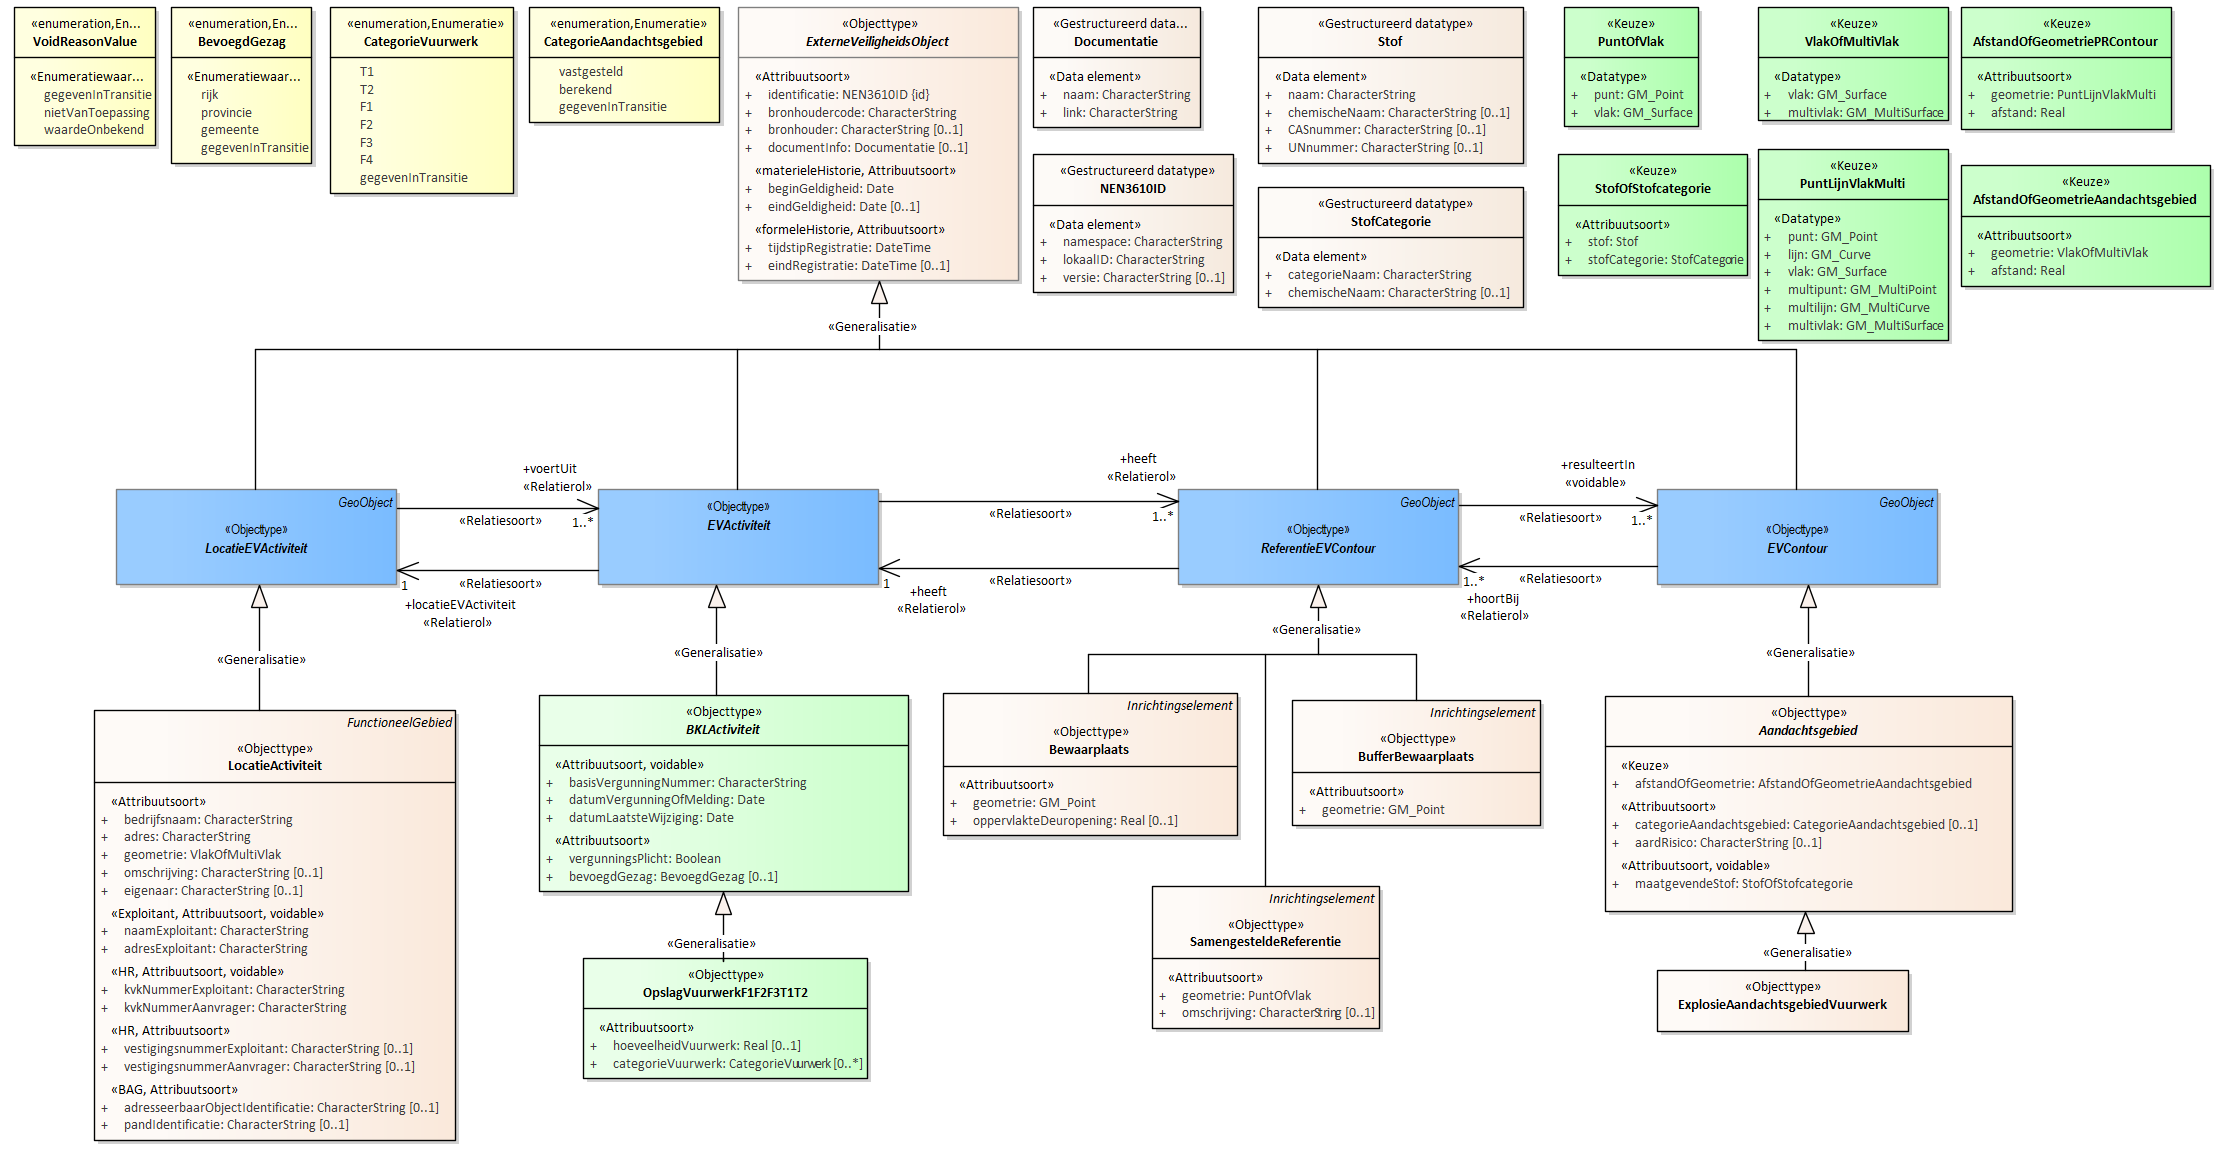 «enumeration,En...
VoidReasonValue
«Enumeratiewaar...
gegevenInTransitie
nietVanToepassing
waardeOnbekend
«enumeration,En...
BevoegdGezag
«Enumeratiewaar...
rijk
provincie
gemeente
gegevenInTransitie
«enumeration,Enumeratie»
CategorieVuurwerk
T1
T2
F1
F2
F3
F4
gegevenInTransitie
«enumeration,Enumeratie»
CategorieAandachtsgebied
vastgesteld
berekend
gegevenInTransitie
«Objecttype»
ExterneVeiligheidsObject
«Attribuutsoort»
+ identificatie: NEN3610ID {id}
+ bronhoudercode: CharacterString
+ bronhouder: CharacterString [0..1]
+ documentInfo: Documentatie [0..1]
«materieleHistorie, Attribuutsoort»
+ beginGeldigheid: Date
+ eindGeldigheid: Date [0..1]
«formeleHistorie, Attribuutsoort»
+ tijdstipRegistratie: DateTime
+ eindRegistratie: DateTime [0..1]
«Gestructureerd data...
Documentatie
«Data element»
+ naam: CharacterString
+ link: CharacterString
«Gestructureerd datatype»
NEN3610ID
«Data element»
+ namespace: CharacterString
+ lokaalID: CharacterString
+ versie: CharacterString [0..1]
«Gestructureerd datatype»
Stof
«Data element»
+ naam: CharacterString
+ chemischeNaam: CharacterString [0..1]
+ CASnummer: CharacterString [0..1]
+ UNnummer: CharacterString [0..1]
«Gestructureerd datatype»
StofCategorie
«Data element»
+ categorieNaam: CharacterString
+ chemischeNaam: CharacterString [0..1]
«Keuze»
PuntOfVlak
«Datatype»
+ punt: GM_Point
+ vlak: GM_Surface
«Keuze»
StofOfStofcategorie
«Attribuutsoort»
+ stof: Stof
+ stofCategorie: StofCategorie
«Keuze»
VlakOfMultiVlak
«Datatype»
+ vlak: GM_Surface
+ multivlak: GM_MultiSurface
«Keuze»
PuntLijnVlakMulti
«Datatype»
+ punt: GM_Point
+ lijn: GM_Curve
+ vlak: GM_Surface
+ multipunt: GM_MultiPoint
+ multilijn: GM_MultiCurve
+ multivlak: GM_MultiSurface
«Keuze»
AfstandOfGeometriePRContour
«Attribuutsoort»
+ geometrie: PuntLijnVlakMulti
+ afstand: Real
«Keuze»
AfstandOfGeometrieAandachtsgebied
«Attribuutsoort»
+ geometrie: VlakOfMultiVlak
+ afstand: Real
«Generalisatie»
GeoObject
«Objecttype»
LocatieEVActiviteit
+voertUit
«Relatierol»
«Relatiesoort»
1..*
«Relatiesoort»
1
+locatieEVActiviteit
«Relatierol»
«Objecttype»
EVActiviteit
+heeft
«Relatierol»
«Relatiesoort»
1..*
«Relatiesoort»
1
+heeft
«Relatierol»
GeoObject
«Objecttype»
ReferentieEVContour
+resulteertIn
«voidable»
«Relatiesoort»
1..*
«Relatiesoort»
1..*
+hoortBij
«Relatierol»
GeoObject
«Objecttype»
EVContour
«Generalisatie»
«Generalisatie»
«Generalisatie»
«Generalisatie»
FunctioneelGebied
«Objecttype»
LocatieActiviteit
«Attribuutsoort»
+ bedrijfsnaam: CharacterString
+ adres: CharacterString
+ geometrie: VlakOfMultiVlak
+ omschrijving: CharacterString [0..1]
+ eigenaar: CharacterString [0..1]
«Exploitant, Attribuutsoort, voidable»
+ naamExploitant: CharacterString
+ adresExploitant: CharacterString
«HR, Attribuutsoort, voidable»
+ kvkNummerExploitant: CharacterString
+ kvkNummerAanvrager: CharacterString
«HR, Attribuutsoort»
+ vestigingsnummerExploitant: CharacterString [0..1]
+ vestigingsnummerAanvrager: CharacterString [0..1]
«BAG, Attribuutsoort»
+ adresseerbaarObjectIdentificatie: CharacterString [0..1]
+ pandIdentificatie: CharacterString [0..1]
«Objecttype»
BKLActiviteit
«Attribuutsoort, voidable»
+ basisVergunningNummer: CharacterString
+ datumVergunningOfMelding: Date
+ datumLaatsteWijziging: Date
«Attribuutsoort»
+ vergunningsPlicht: Boolean
+ bevoegdGezag: BevoegdGezag [0..1]
«Generalisatie»
«Objecttype»
OpslagVuurwerkF1F2F3T1T2
«Attribuutsoort»
+ hoeveelheidVuurwerk: Real [0..1]
+ categorieVuurwerk: CategorieVuurwerk [0..*]
Inrichtingselement
«Objecttype»
Bewaarplaats
«Attribuutsoort»
+ geometrie: GM_Point
+ oppervlakteDeuropening: Real [0..1]
Inrichtingselement
«Objecttype»
BufferBewaarplaats
«Attribuutsoort»
+ geometrie: GM_Point
Inrichtingselement
«Objecttype»
SamengesteldeReferentie
«Attribuutsoort»
+ geometrie: PuntOfVlak
+ omschrijving: CharacterString [0..1]
«Objecttype»
Aandachtsgebied
«Keuze»
+ afstandOfGeometrie: AfstandOfGeometrieAandachtsgebied
«Attribuutsoort»
+ categorieAandachtsgebied: CategorieAandachtsgebied [0..1]
+ aardRisico: CharacterString [0..1]
«Attribuutsoort, voidable»
+ maatgevendeStof: StofOfStofcategorie
«Generalisatie»
«Objecttype»
ExplosieAandachtsgebiedVuurwerk